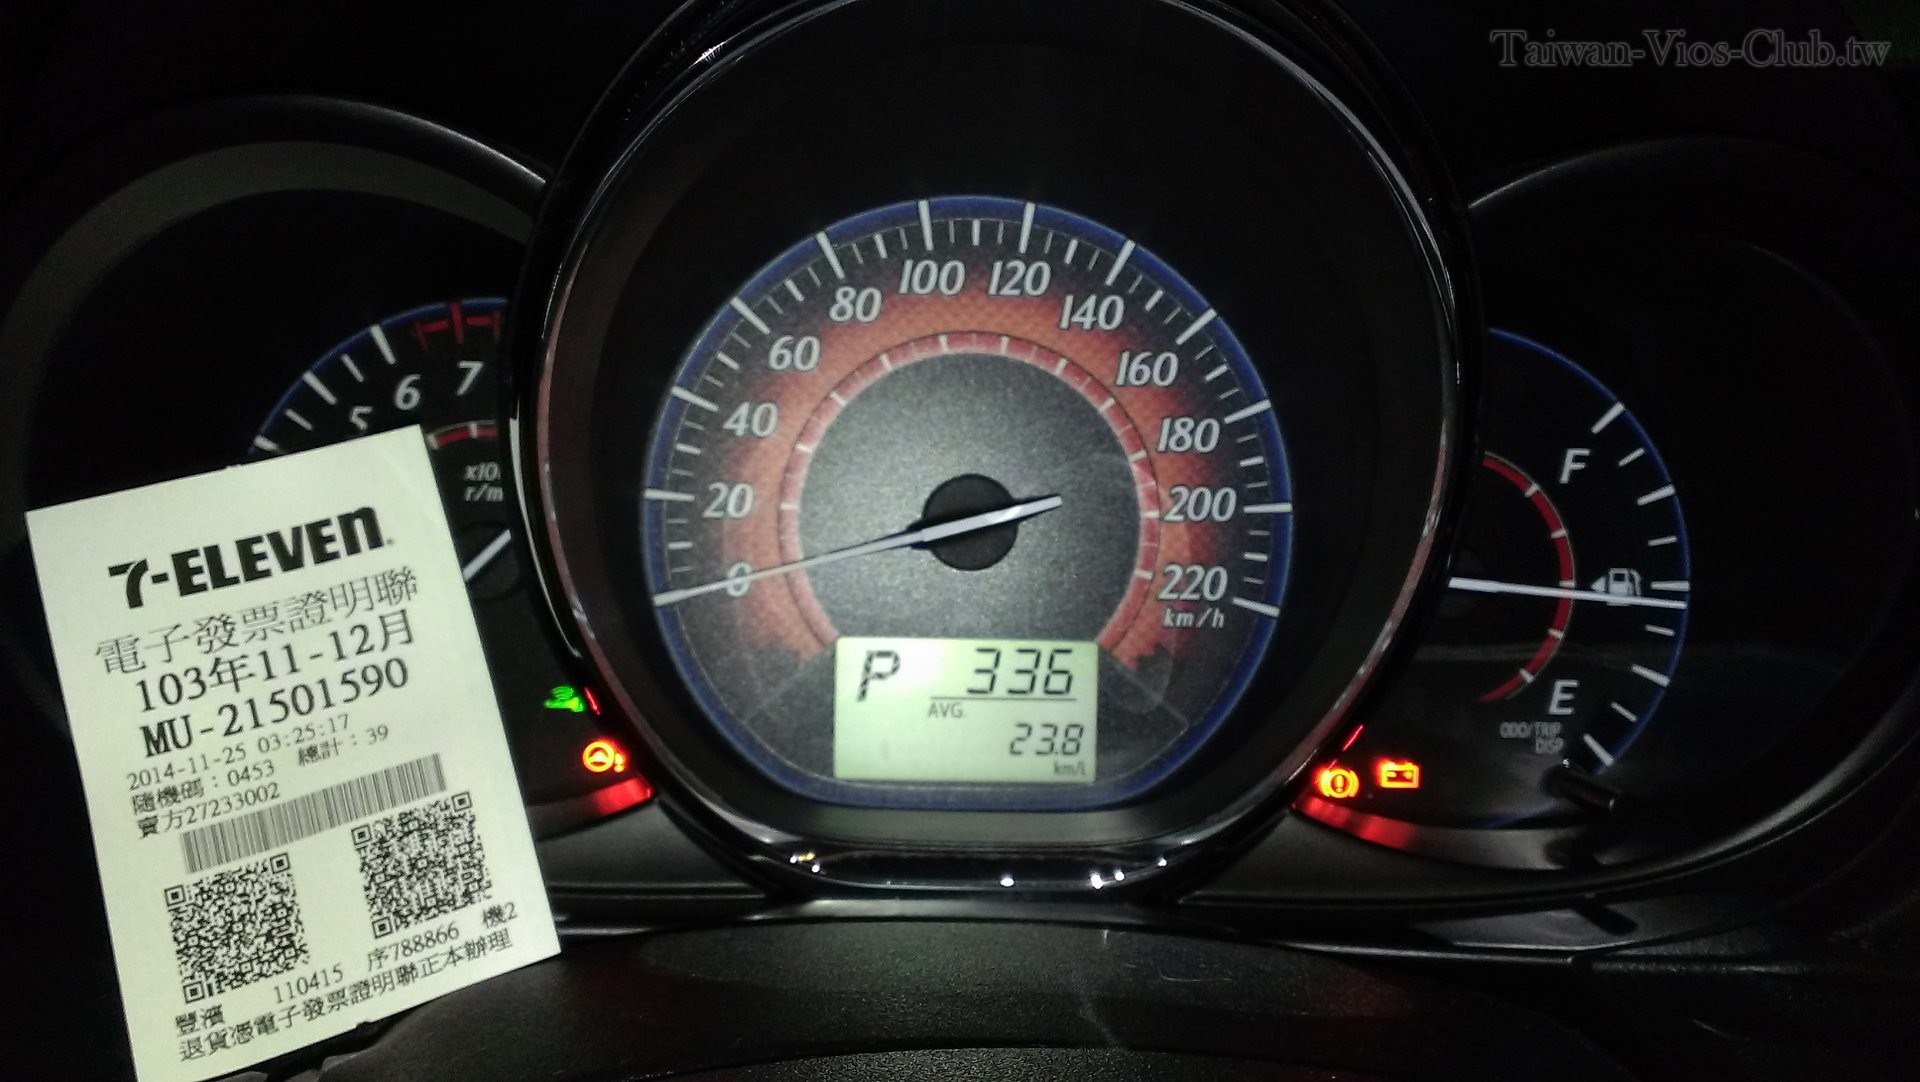 Taiwan-Vios-Club.tw
7-ELEVEN
電子發票證明聯
103年11-12月
MU-21501590
2014-11-25 03:25:17
隨機碼：0453 總計：39
賣方27233002
豐濱 110415 序788866 機2
退貨憑電子發票證明聯正本辦理
5
6
7
r/m
0
20
40
60
80
100
120
140
160
180
200
220
km/h
P 336
AVG.
23.8
km/l
F
E
ODO/TRIP
DISP